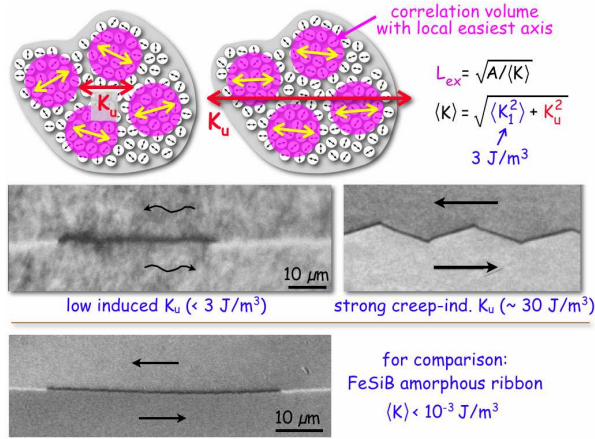 correlation volume
with local easiest axis
Kᵤ
Kᵤ
Lₑₓ = √A/⟨K⟩
⟨K⟩ = √⟨K₁²⟩ + Kᵤ²
3 J/m³
10 µm
low induced Kᵤ (< 3 J/m³)
strong creep-ind. Kᵤ (~ 30 J/m³)
10 µm
for comparison:
FeSiB amorphous ribbon
⟨K⟩ < 10⁻³ J/m³